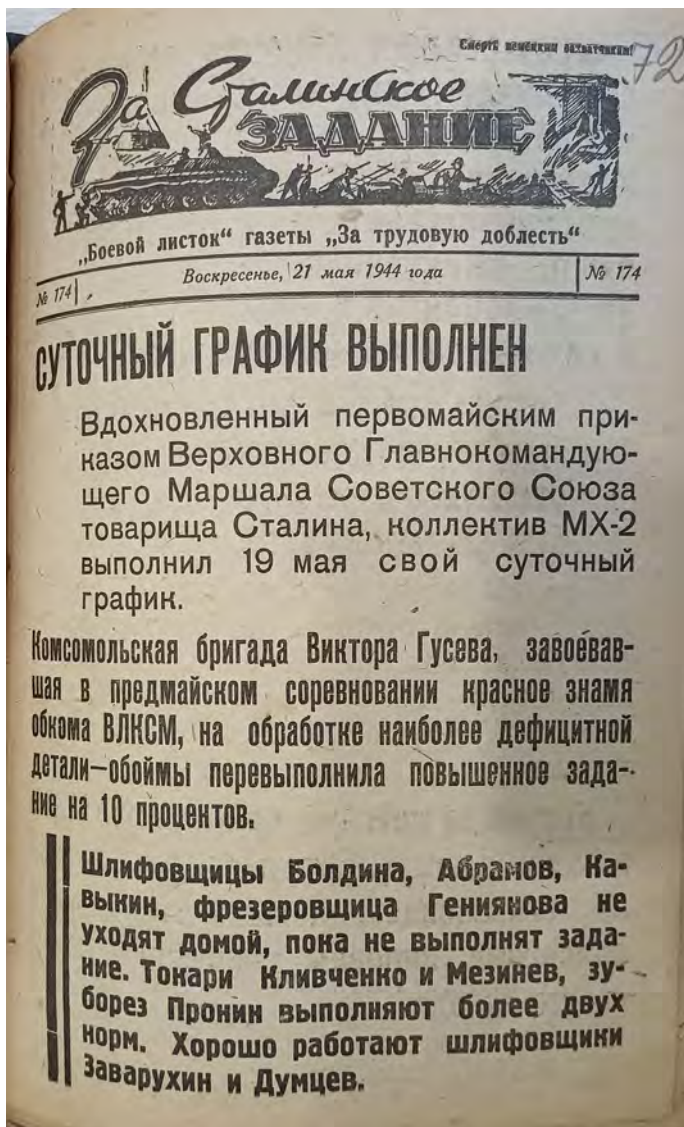 Смерть немецким захватчикам!
72
За Сталинское
ЗАДАНИЕ
„Боевой листок“ газеты „За трудовую доблесть“
№ 174
Воскресенье, 21 мая 1944 года
№ 174
СУТОЧНЫЙ ГРАФИК ВЫПОЛНЕН
Вдохновленный первомайским при-
казом Верховного Главнокомандую-
щего Маршала Советского Союза
товарища Сталина, коллектив МХ-2
выполнил 19 мая свой суточный
график.
Комсомольская бригада Виктора Гусева, завоевав-
шая в предмайском соревновании красное знамя
обкома ВЛКСМ, на обработке наиболее дефицитной
детали—обоймы перевыполнила повышенное зада-
ние на 10 процентов.
Шлифовщицы Болдина, Абрамов, Ка-
выкин, фрезеровщица Гениянова не
уходят домой, пока не выполнят зада-
ние. Токари Кливченко и Мезинев, зу-
борез Пронин выполняют более двух
норм. Хорошо работают шлифовщики
Заварухин и Думцев.